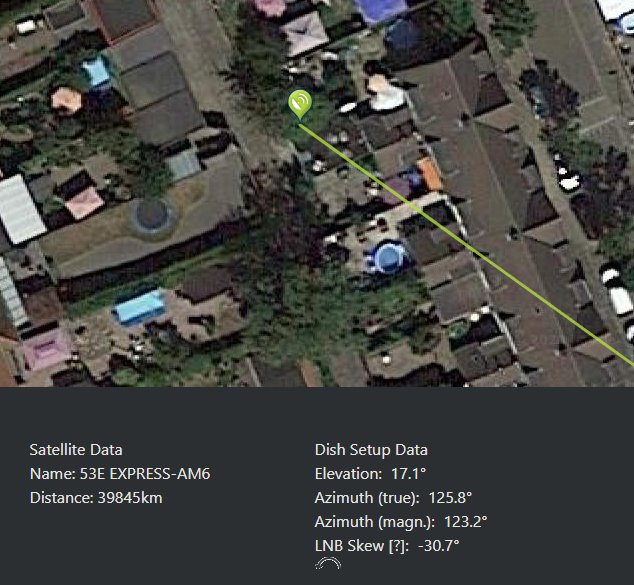 Satellite Data
Name: 53E EXPRESS-AM6
Distance: 39845km
Dish Setup Data
Elevation: 17.1°
Azimuth (true): 125.8°
Azimuth (magn.): 123.2°
LNB Skew [?]: -30.7°